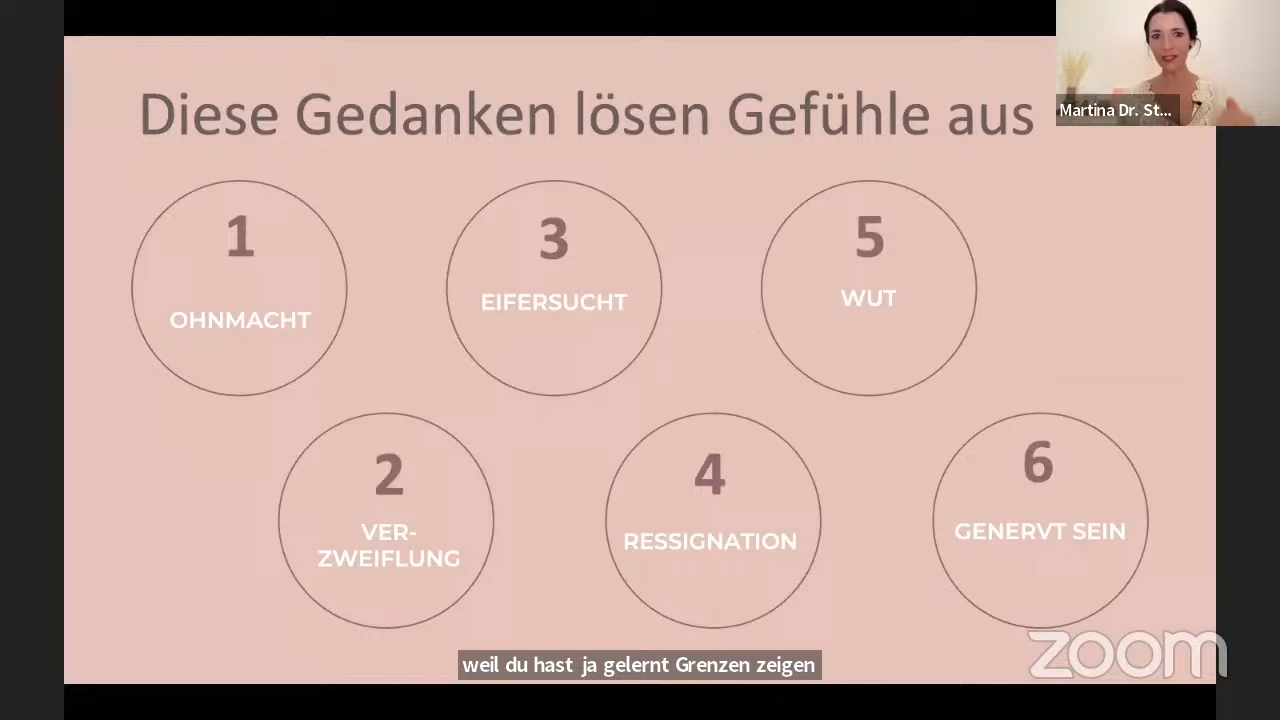 Diese Gedanken lösen Gefühle aus
Martina Dr. St...
1
OHNMACHT
2
VER-
ZWEIFLUNG
3
EIFERSUCHT
4
RESSIGNATION
5
WUT
6
GENERVT SEIN
weil du hast ja gelernt Grenzen zeigen
zoom